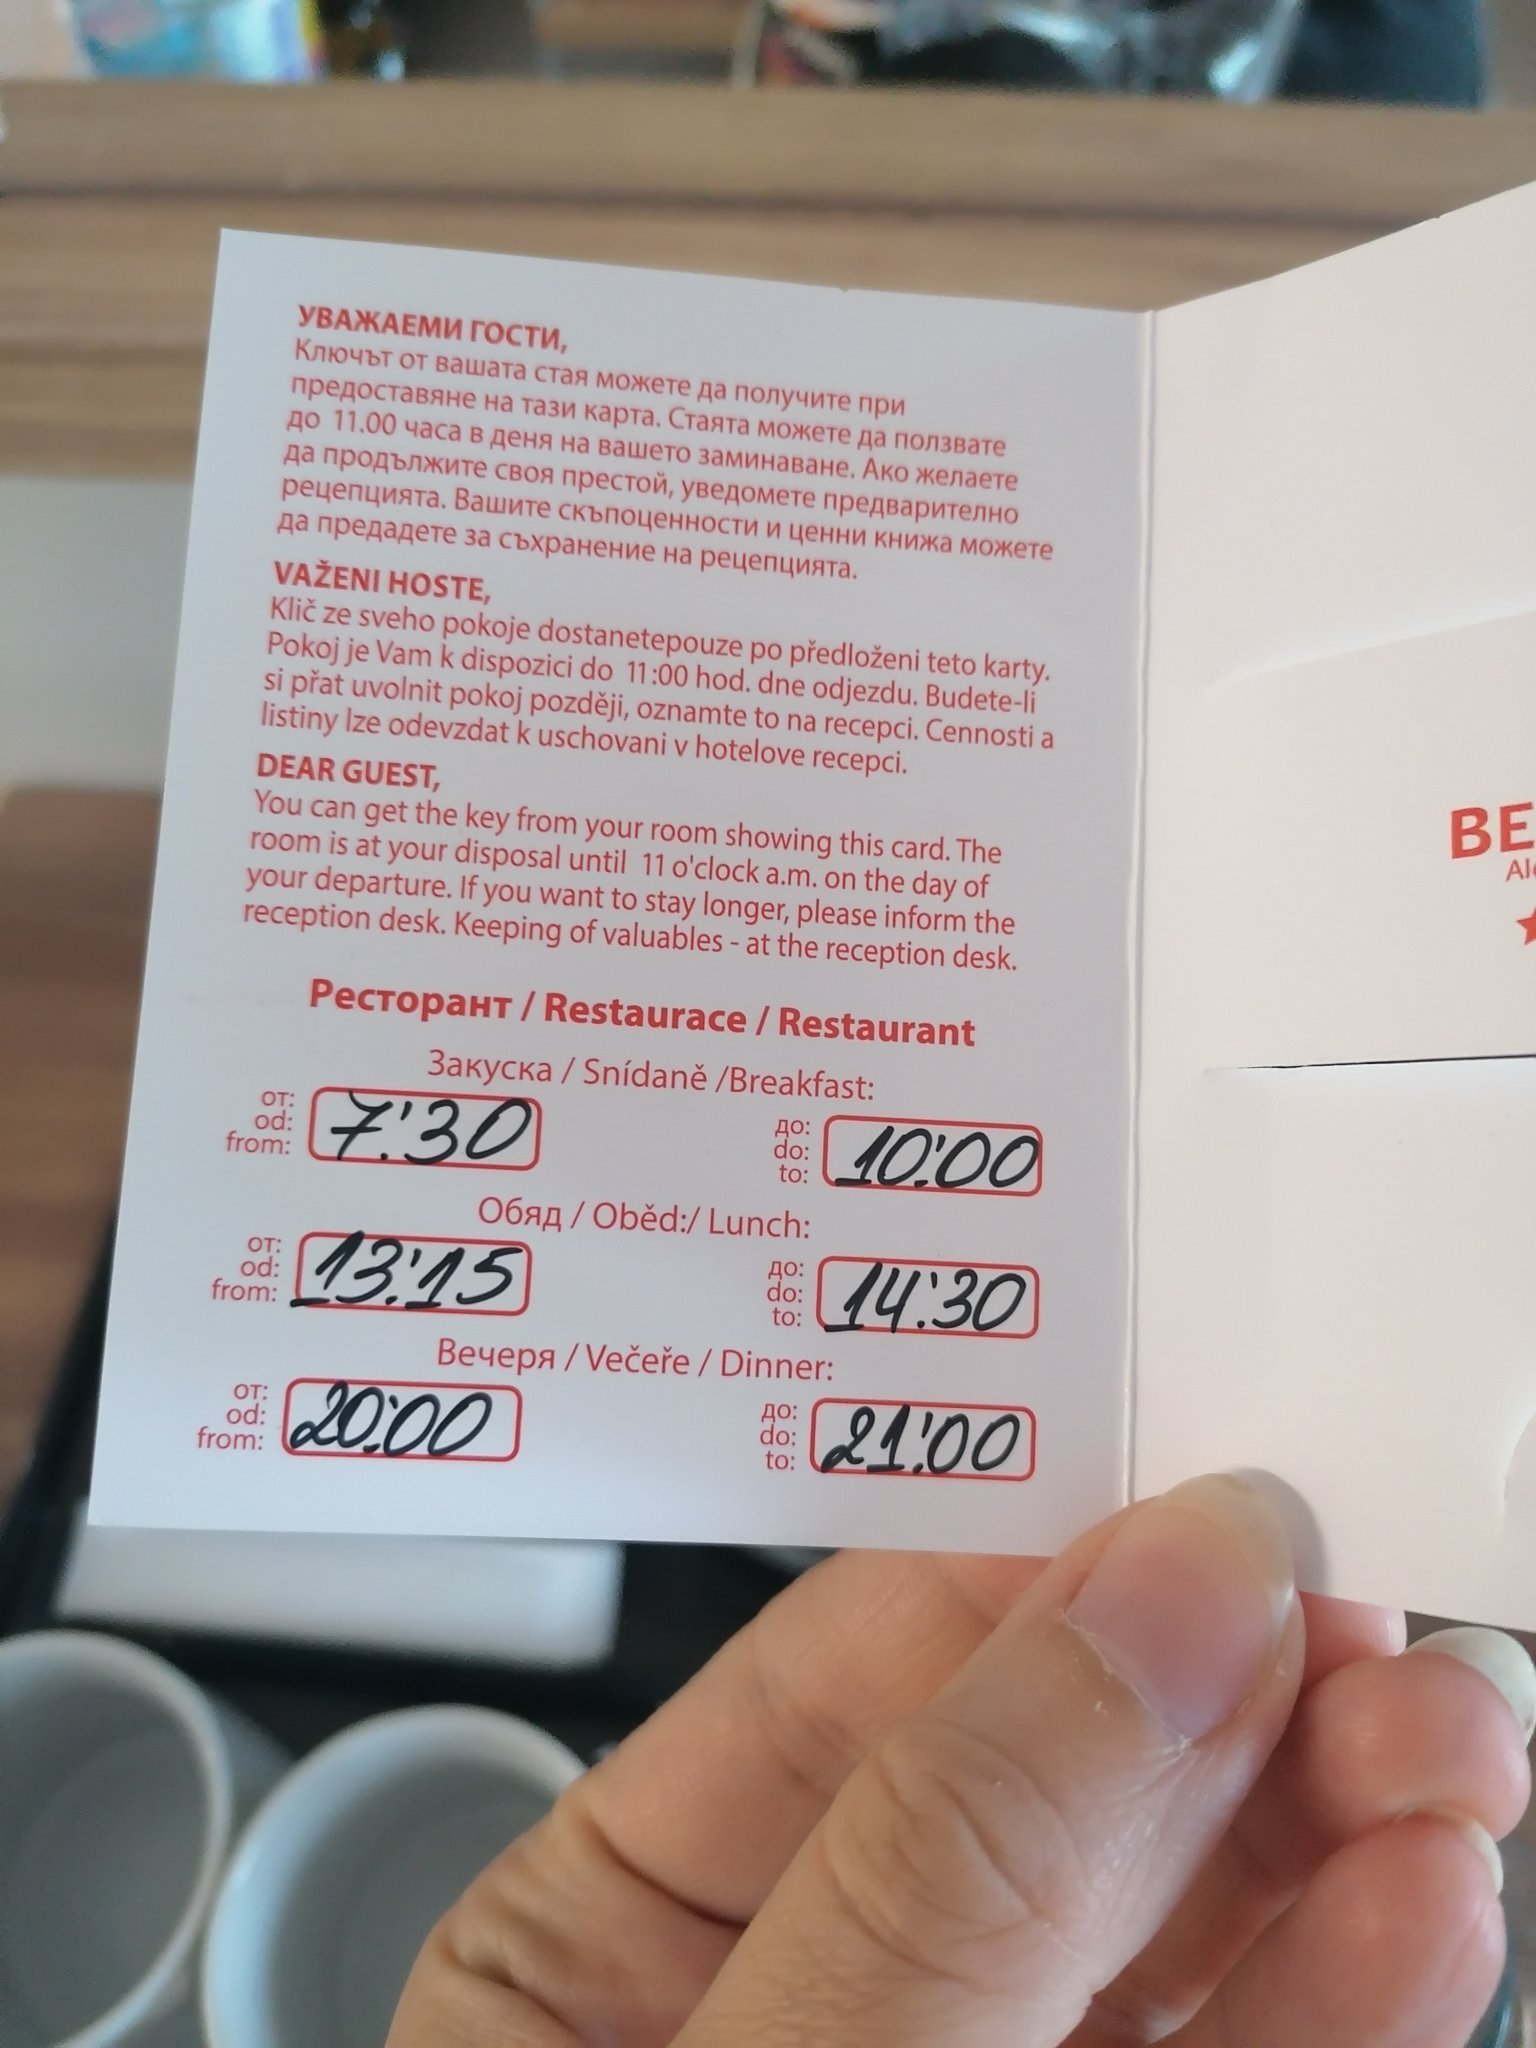 УВАЖАЕМИ ГОСТИ,
Ключът от вашата стая можете да получите при
предоставяне на тази карта. Стаята можете да ползвате
до 11.00 часа в деня на вашето заминаване. Ако желаете
да продължите своя престой, уведомете предварително
рецепцията. Вашите скъпоценности и ценни книжа можете
да предадете за съхранение на рецепцията.
VAŽENI HOSTE,
Klič ze sveho pokoje dostanetepouze po předloženi teto karty.
Pokoj je Vam k dispozici do 11:00 hod. dne odjezdu. Budete-li
si přat uvolnit pokoj později, oznamte to na recepci. Cennosti a
listiny lze odevzdat k uschovani v hotelove recepci.
DEAR GUEST,
You can get the key from your room showing this card. The
room is at your disposal until 11 o'clock a.m. on the day of
your departure. If you want to stay longer, please inform the
reception desk. Keeping of valuables - at the reception desk.
Ресторант / Restaurace / Restaurant
Закуска / Snídaně /Breakfast:
от:
od:
from:
7:30
до:
do:
to:
10:00
Обяд / Oběd:/ Lunch:
от:
od:
from:
13:15
до:
do:
to:
14:30
Вечеря / Večeře / Dinner:
от:
od:
from:
20:00
до:
do:
to:
21:00